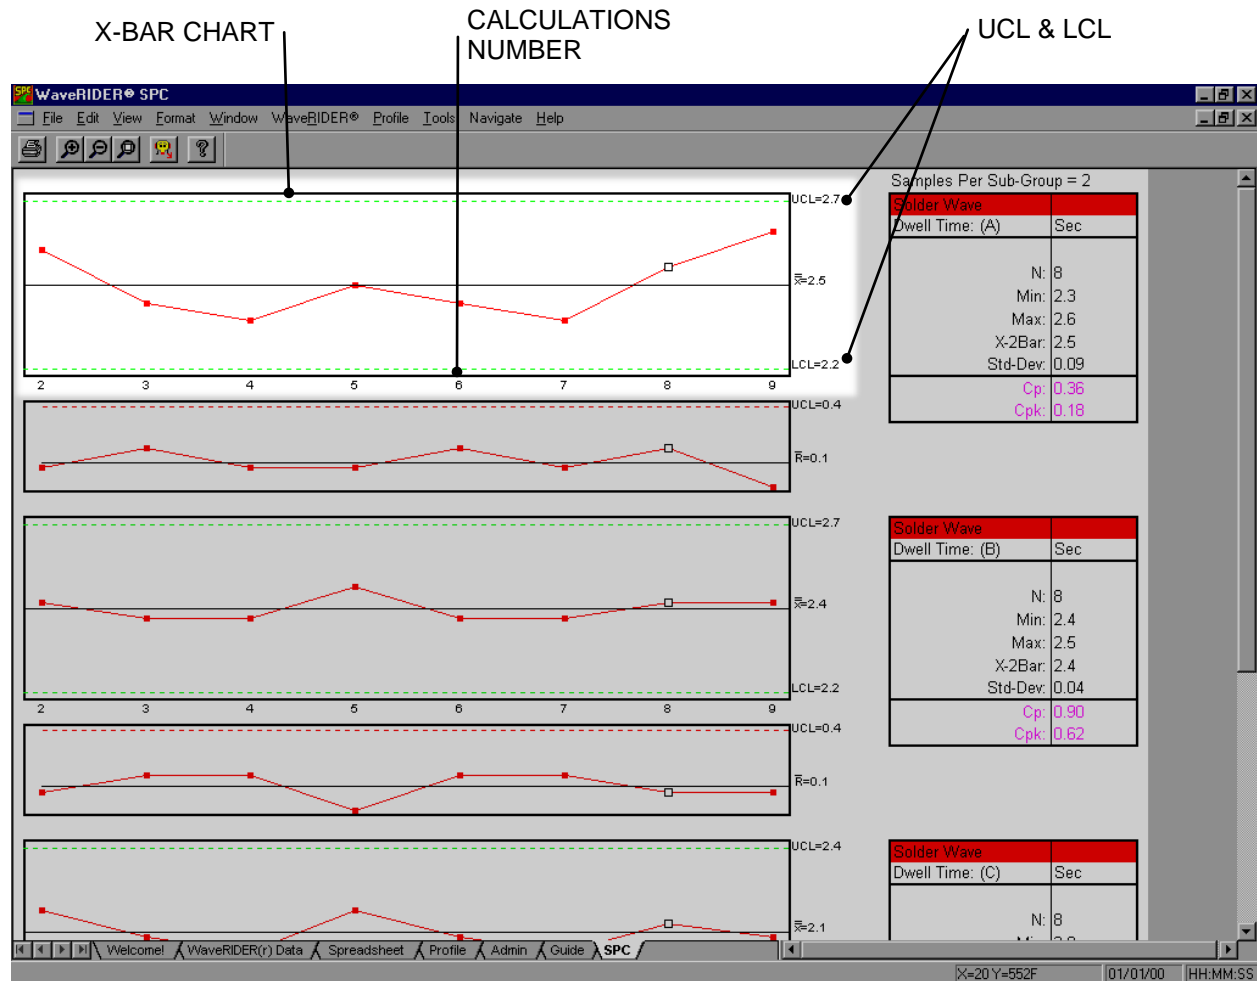 X-BAR CHART
CALCULATIONS
NUMBER
UCL & LCL
SPC
WaveRIDER® SPC
File Edit View Format Window WaveRIDER® Profile Tools Navigate Help
Samples Per Sub-Group = 2
UCL=2.7
x̿=2.5
LCL=2.2
2 3 4 5 6 7 8 9
Solder Wave
Dwell Time: (A) Sec
N: 8
Min: 2.3
Max: 2.6
X-2Bar: 2.5
Std-Dev: 0.09
Cp: 0.36
Cpk: 0.18
UCL=0.4
R̅=0.1
UCL=2.7
x̿=2.4
LCL=2.2
2 3 4 5 6 7 8 9
Solder Wave
Dwell Time: (B) Sec
N: 8
Min: 2.4
Max: 2.5
X-2Bar: 2.4
Std-Dev: 0.04
Cp: 0.90
Cpk: 0.62
UCL=0.4
R̅=0.1
UCL=2.4
x̿=2.1
Solder Wave
Dwell Time: (C) Sec
N: 8
Welcome! WaveRIDER(r) Data Spreadsheet Profile Admin Guide SPC
X=20 Y=552F 01/01/00 HH:MM:SS